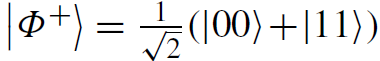 |Φ⁺⟩ = 1/√2 (|00⟩+|11⟩)